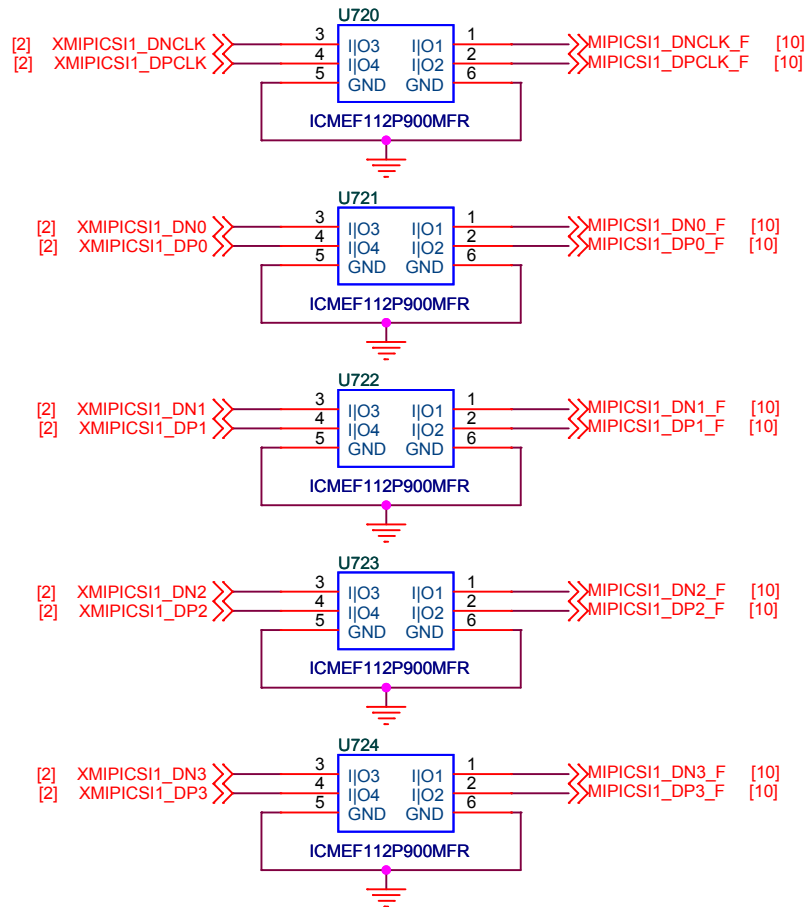 U720
[2] XMIPICSI1_DNCLK 3 I|O3 I|O1 1 MIPICSI1_DNCLK_F [10]
[2] XMIPICSI1_DPCLK 4 I|O4 I|O2 2 MIPICSI1_DPCLK_F [10]
5 GND GND 6
ICMEF112P900MFR
U721
[2] XMIPICSI1_DN0 3 I|O3 I|O1 1 MIPICSI1_DN0_F [10]
[2] XMIPICSI1_DP0 4 I|O4 I|O2 2 MIPICSI1_DP0_F [10]
5 GND GND 6
ICMEF112P900MFR
U722
[2] XMIPICSI1_DN1 3 I|O3 I|O1 1 MIPICSI1_DN1_F [10]
[2] XMIPICSI1_DP1 4 I|O4 I|O2 2 MIPICSI1_DP1_F [10]
5 GND GND 6
ICMEF112P900MFR
U723
[2] XMIPICSI1_DN2 3 I|O3 I|O1 1 MIPICSI1_DN2_F [10]
[2] XMIPICSI1_DP2 4 I|O4 I|O2 2 MIPICSI1_DP2_F [10]
5 GND GND 6
ICMEF112P900MFR
U724
[2] XMIPICSI1_DN3 3 I|O3 I|O1 1 MIPICSI1_DN3_F [10]
[2] XMIPICSI1_DP3 4 I|O4 I|O2 2 MIPICSI1_DP3_F [10]
5 GND GND 6
ICMEF112P900MFR